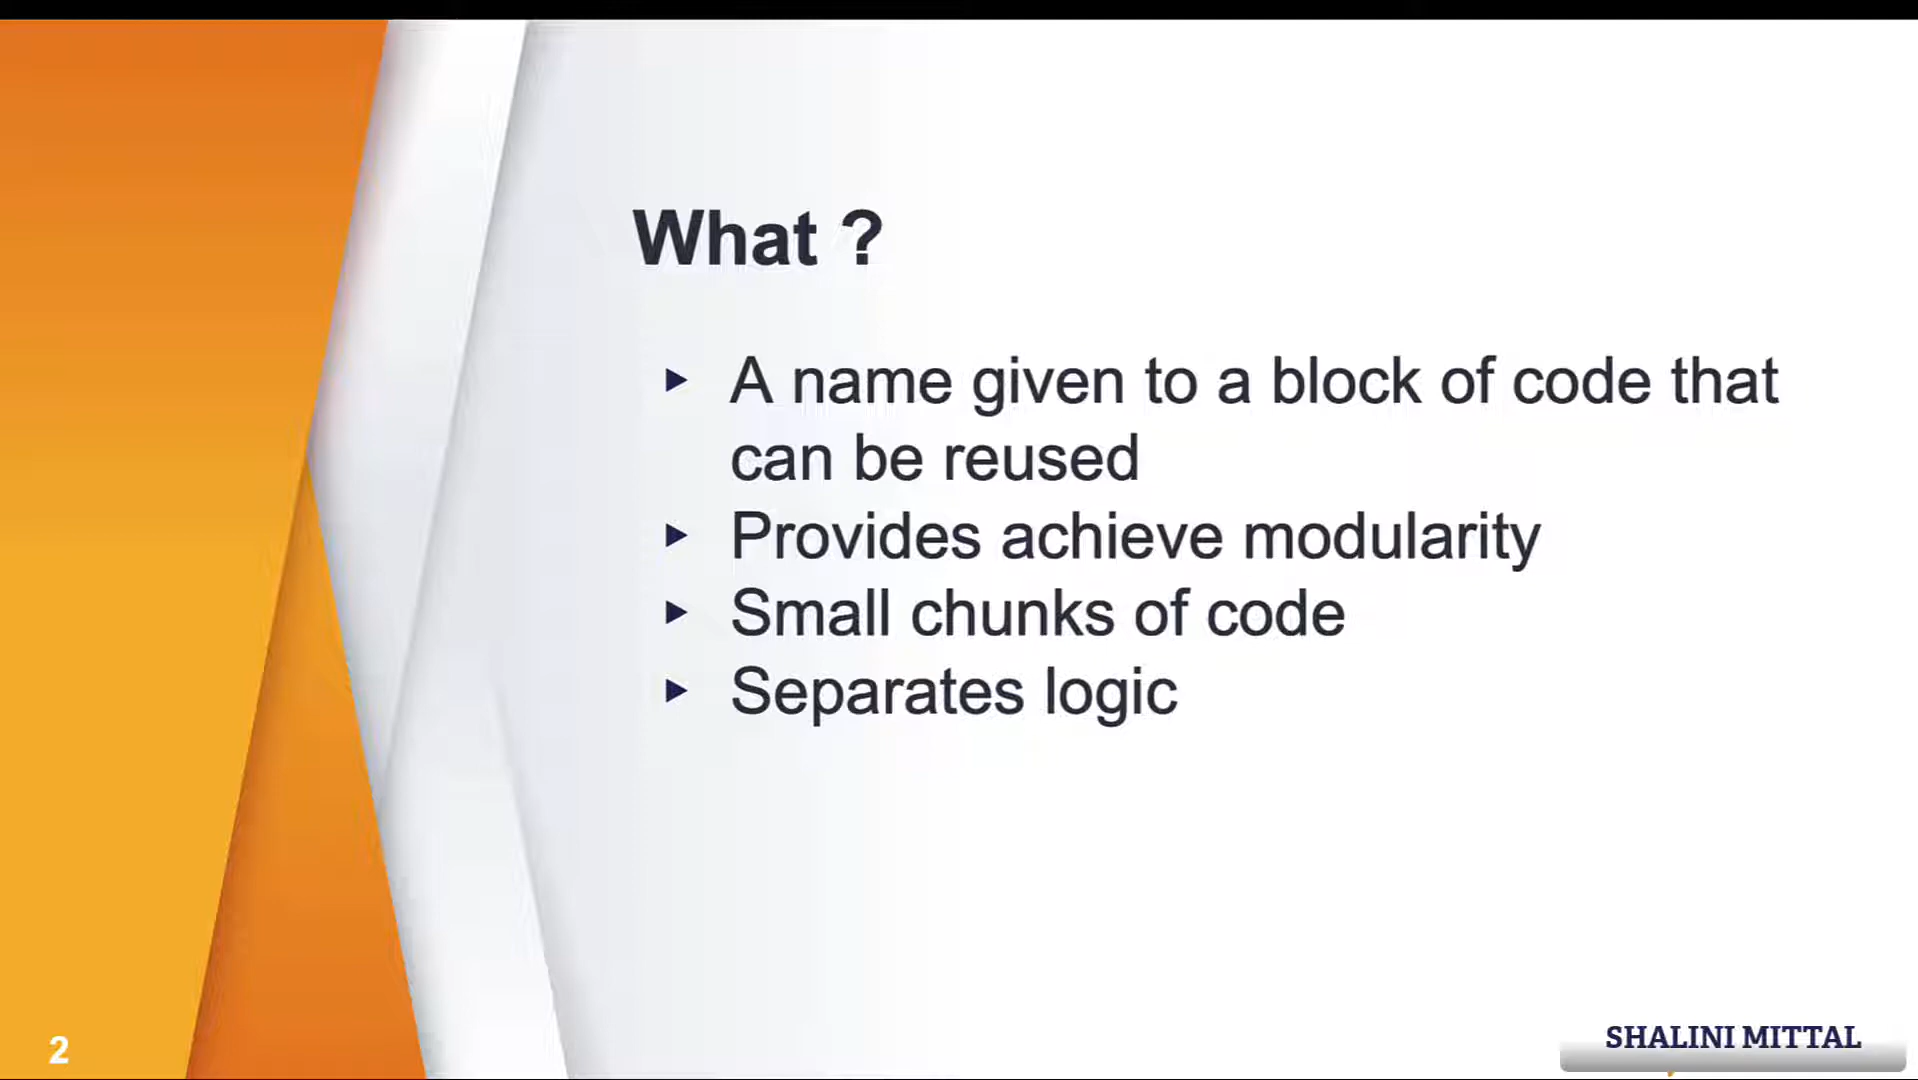 What ?
A name given to a block of code that
can be reused
Provides achieve modularity
Small chunks of code
Separates logic
2
SHALINI MITTAL